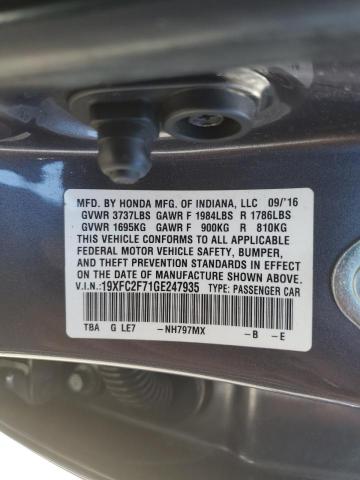 MFD. BY HONDA MFG. OF INDIANA, LLC 09/'16
GVWR 3737LBS GAWR F 1984LBS R 1786LBS
GVWR 1695KG GAWR F 900KG R 810KG
THIS VEHICLE CONFORMS TO ALL APPLICABLE
FEDERAL MOTOR VEHICLE SAFETY, BUMPER,
AND THEFT PREVENTION STANDARDS IN EFFECT
ON THE DATE OF MANUFACTURE SHOWN ABOVE.
V.I.N.: 19XFC2F71GE247935 TYPE: PASSENGER CAR
TBA G LE7 -NH797MX -B -E